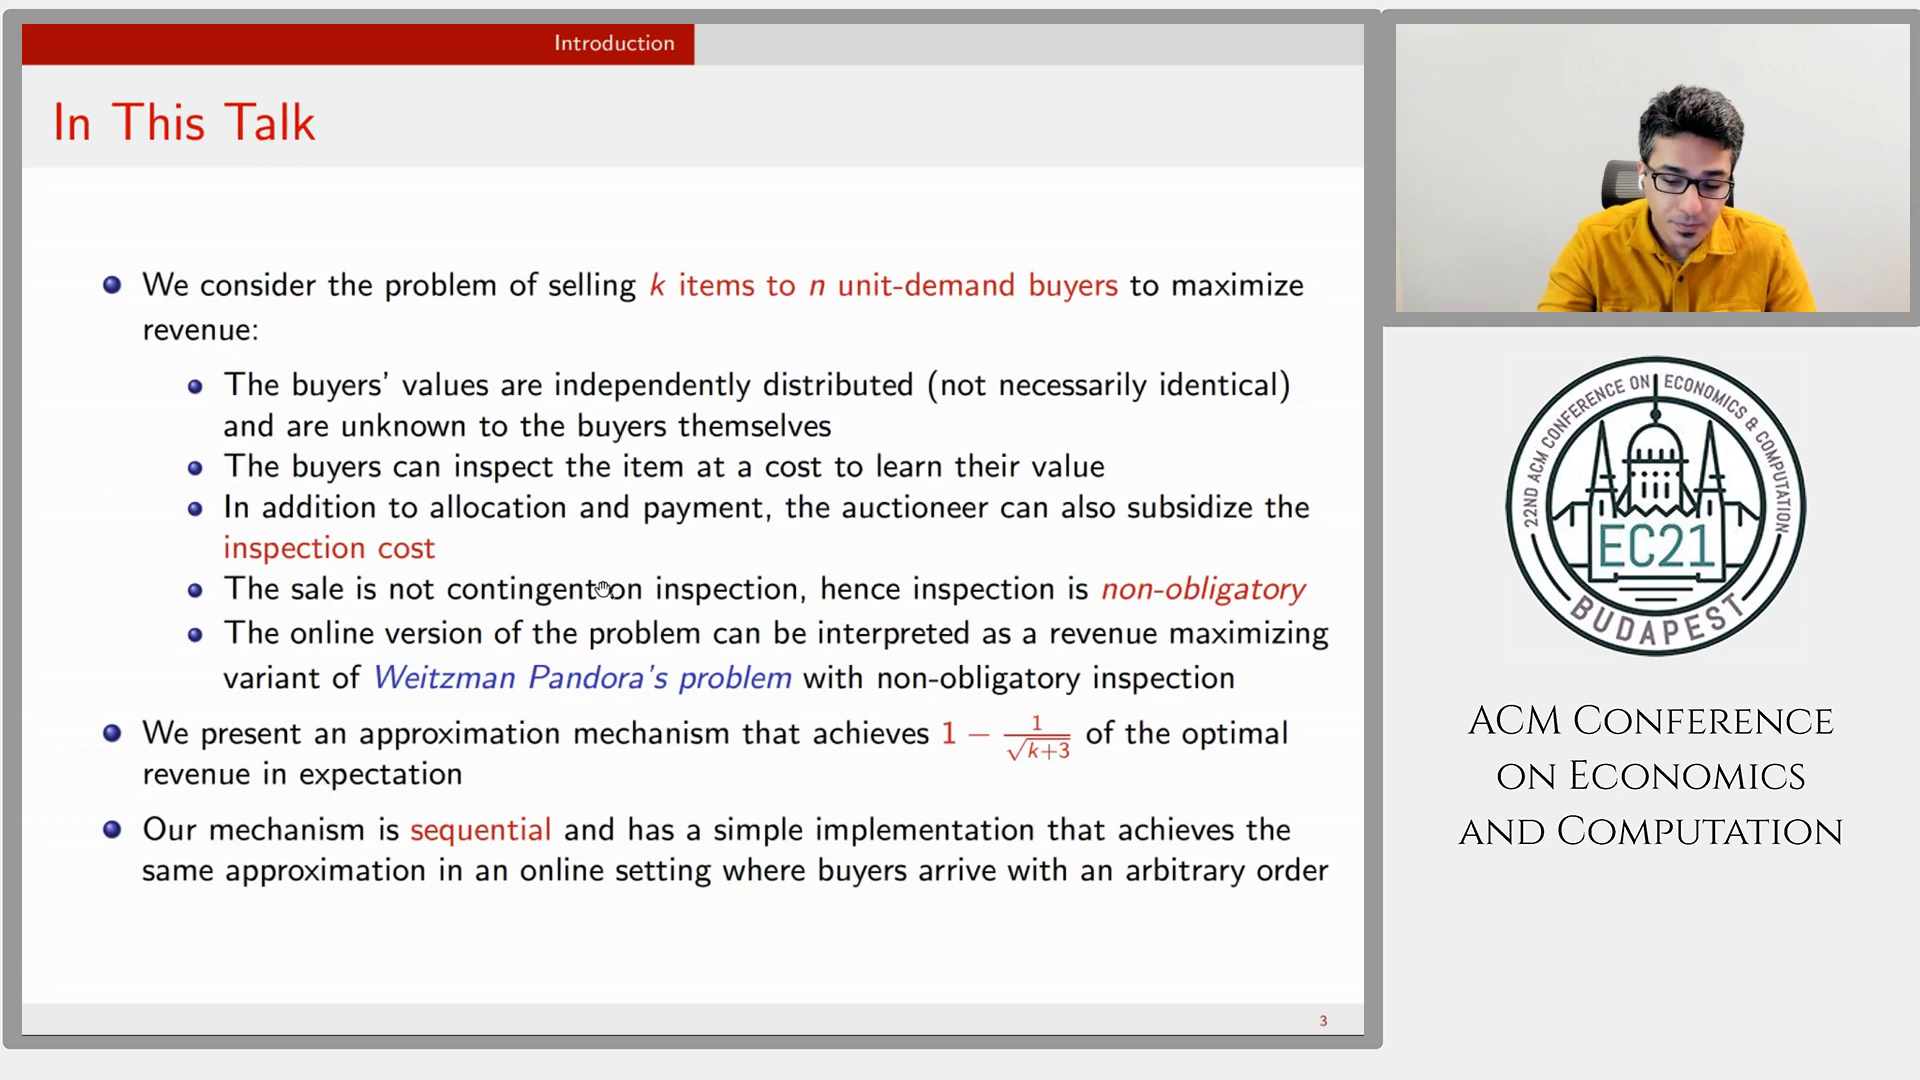 Introduction
In This Talk
We consider the problem of selling k items to n unit-demand buyers to maximize
revenue:
The buyers' values are independently distributed (not necessarily identical)
and are unknown to the buyers themselves
The buyers can inspect the item at a cost to learn their value
In addition to allocation and payment, the auctioneer can also subsidize the
inspection cost
The sale is not contingent on inspection, hence inspection is non-obligatory
The online version of the problem can be interpreted as a revenue maximizing
variant of Weitzman Pandora's problem with non-obligatory inspection
We present an approximation mechanism that achieves 1 − 1/√(k+3) of the optimal
revenue in expectation
Our mechanism is sequential and has a simple implementation that achieves the
same approximation in an online setting where buyers arrive with an arbitrary order
3
22ND ACM CONFERENCE ON ECONOMICS & COMPUTATION
EC21
BUDAPEST
ACM CONFERENCE
ON ECONOMICS
AND COMPUTATION